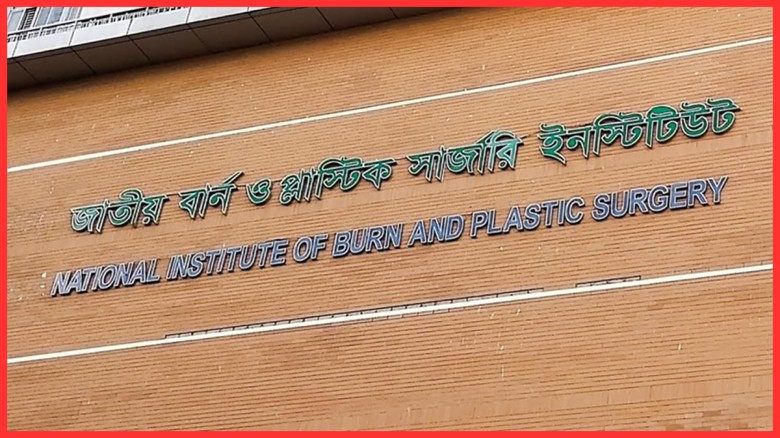 জাতীয় বার্ন ও প্লাস্টিক সার্জারি ইনস্টিটিউট
NATIONAL INSTITUTE OF BURN AND PLASTIC SURGERY